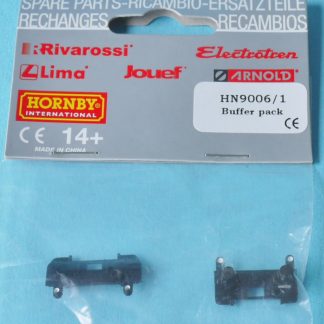 SPARE PARTS-RICAMBIO-ERSATZTEILE
RECHANGES RECAMBIOS
Rivarossi Electrotren
Lima Jouef ARNOLD
HORNBY
INTERNATIONAL
HN9006/1
Buffer pack
CE
CE 14+
MADE IN CHINA